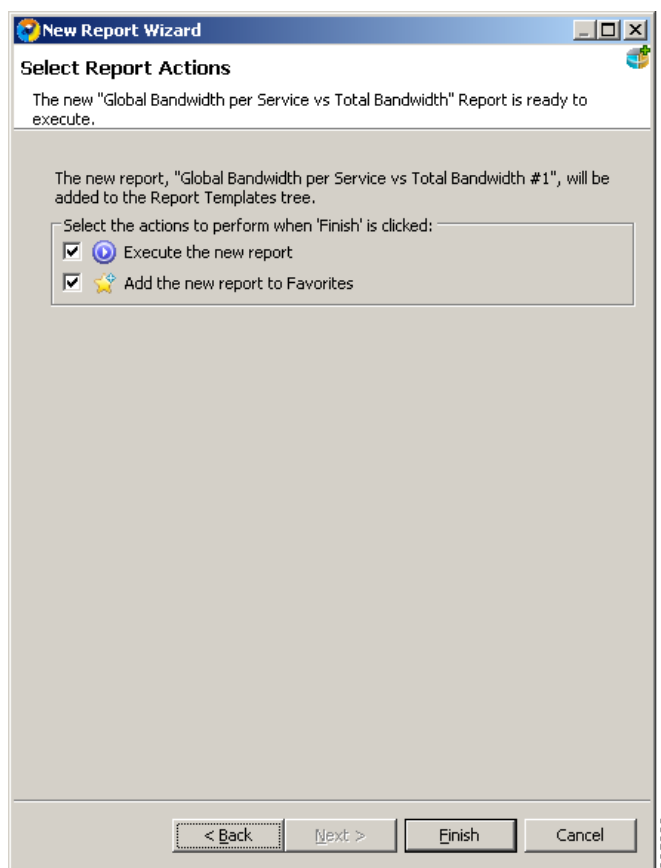 New Report Wizard
Select Report Actions
The new "Global Bandwidth per Service vs Total Bandwidth" Report is ready to
execute.
The new report, "Global Bandwidth per Service vs Total Bandwidth #1", will be
added to the Report Templates tree.
Select the actions to perform when 'Finish' is clicked:
Execute the new report
Add the new report to Favorites
< Back Next > Finish Cancel